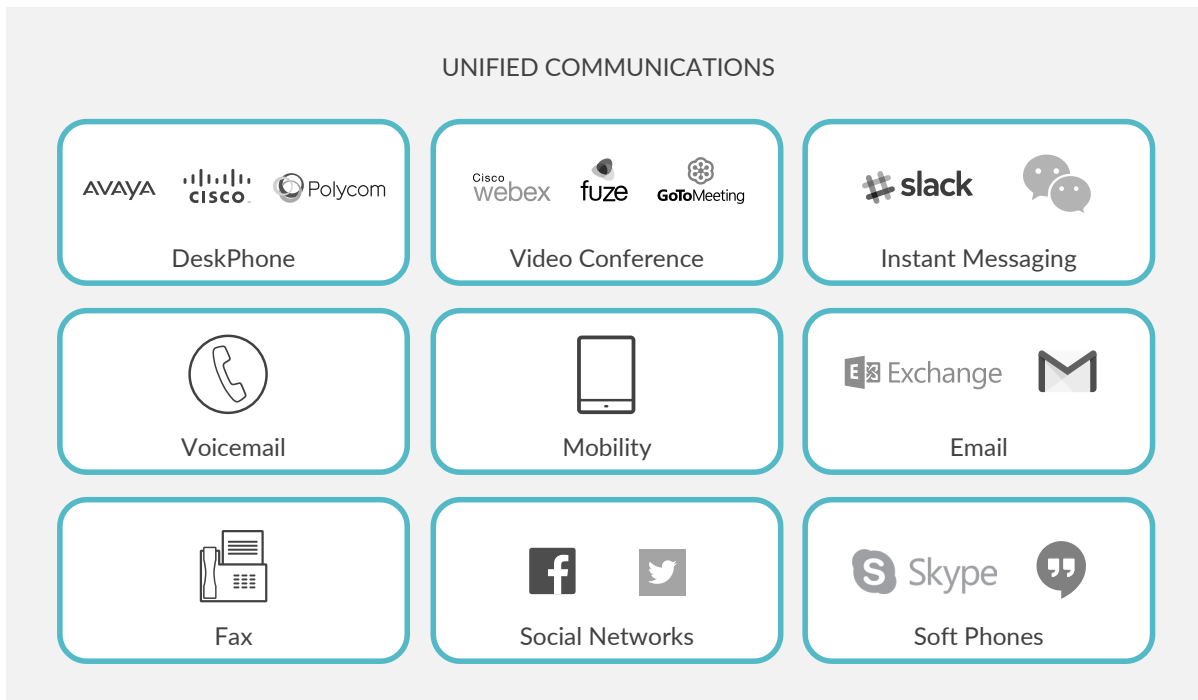 UNIFIED COMMUNICATIONS
AVAYA
CISCO
Polycom
DeskPhone
Cisco
webex
fuze
GoToMeeting
Video Conference
slack
Instant Messaging
Voicemail
Mobility
E Exchange
Email
Fax
f
Social Networks
S Skype
Soft Phones